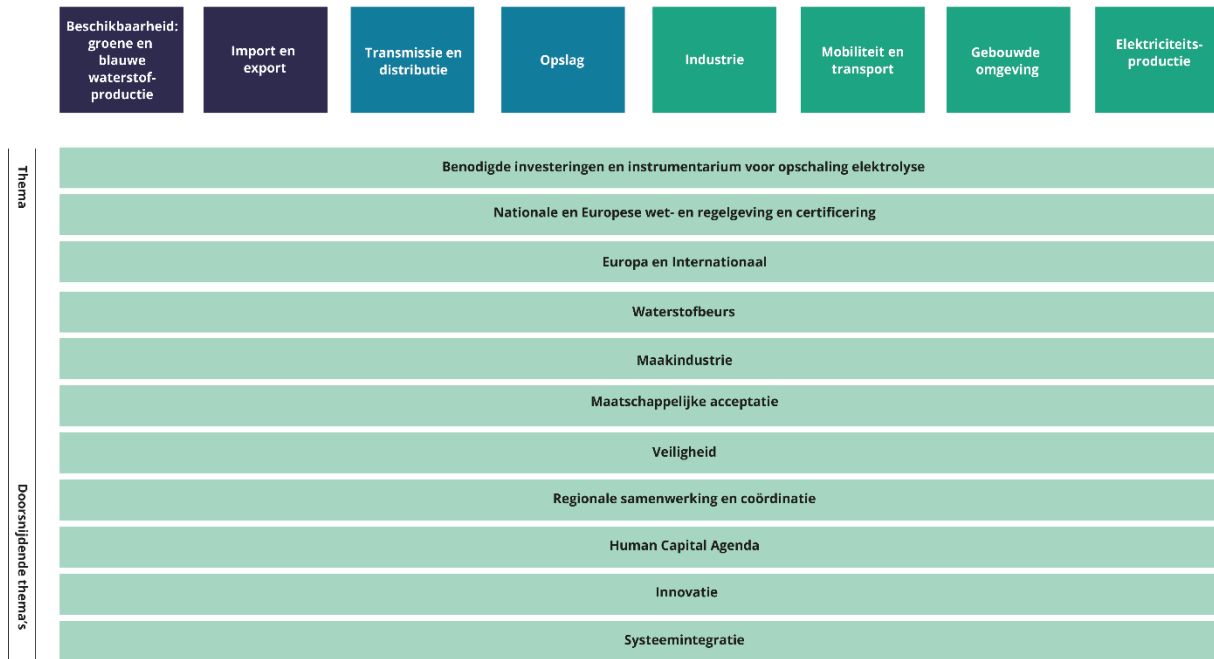 Beschikbaarheid:
groene en
blauwe
waterstof-
productie
Import en
export
Transmissie en
distributie
Opslag
Industrie
Mobiliteit en
transport
Gebouwde
omgeving
Elektriciteits-
productie
Thema
Benodigde investeringen en instrumentarium voor opschaling elektrolyse
Nationale en Europese wet- en regelgeving en certificering
Europa en Internationaal
Waterstofbeurs
Maakindustrie
Maatschappelijke acceptatie
Veiligheid
Doorsnijdende thema's
Regionale samenwerking en coördinatie
Human Capital Agenda
Innovatie
Systeemintegratie